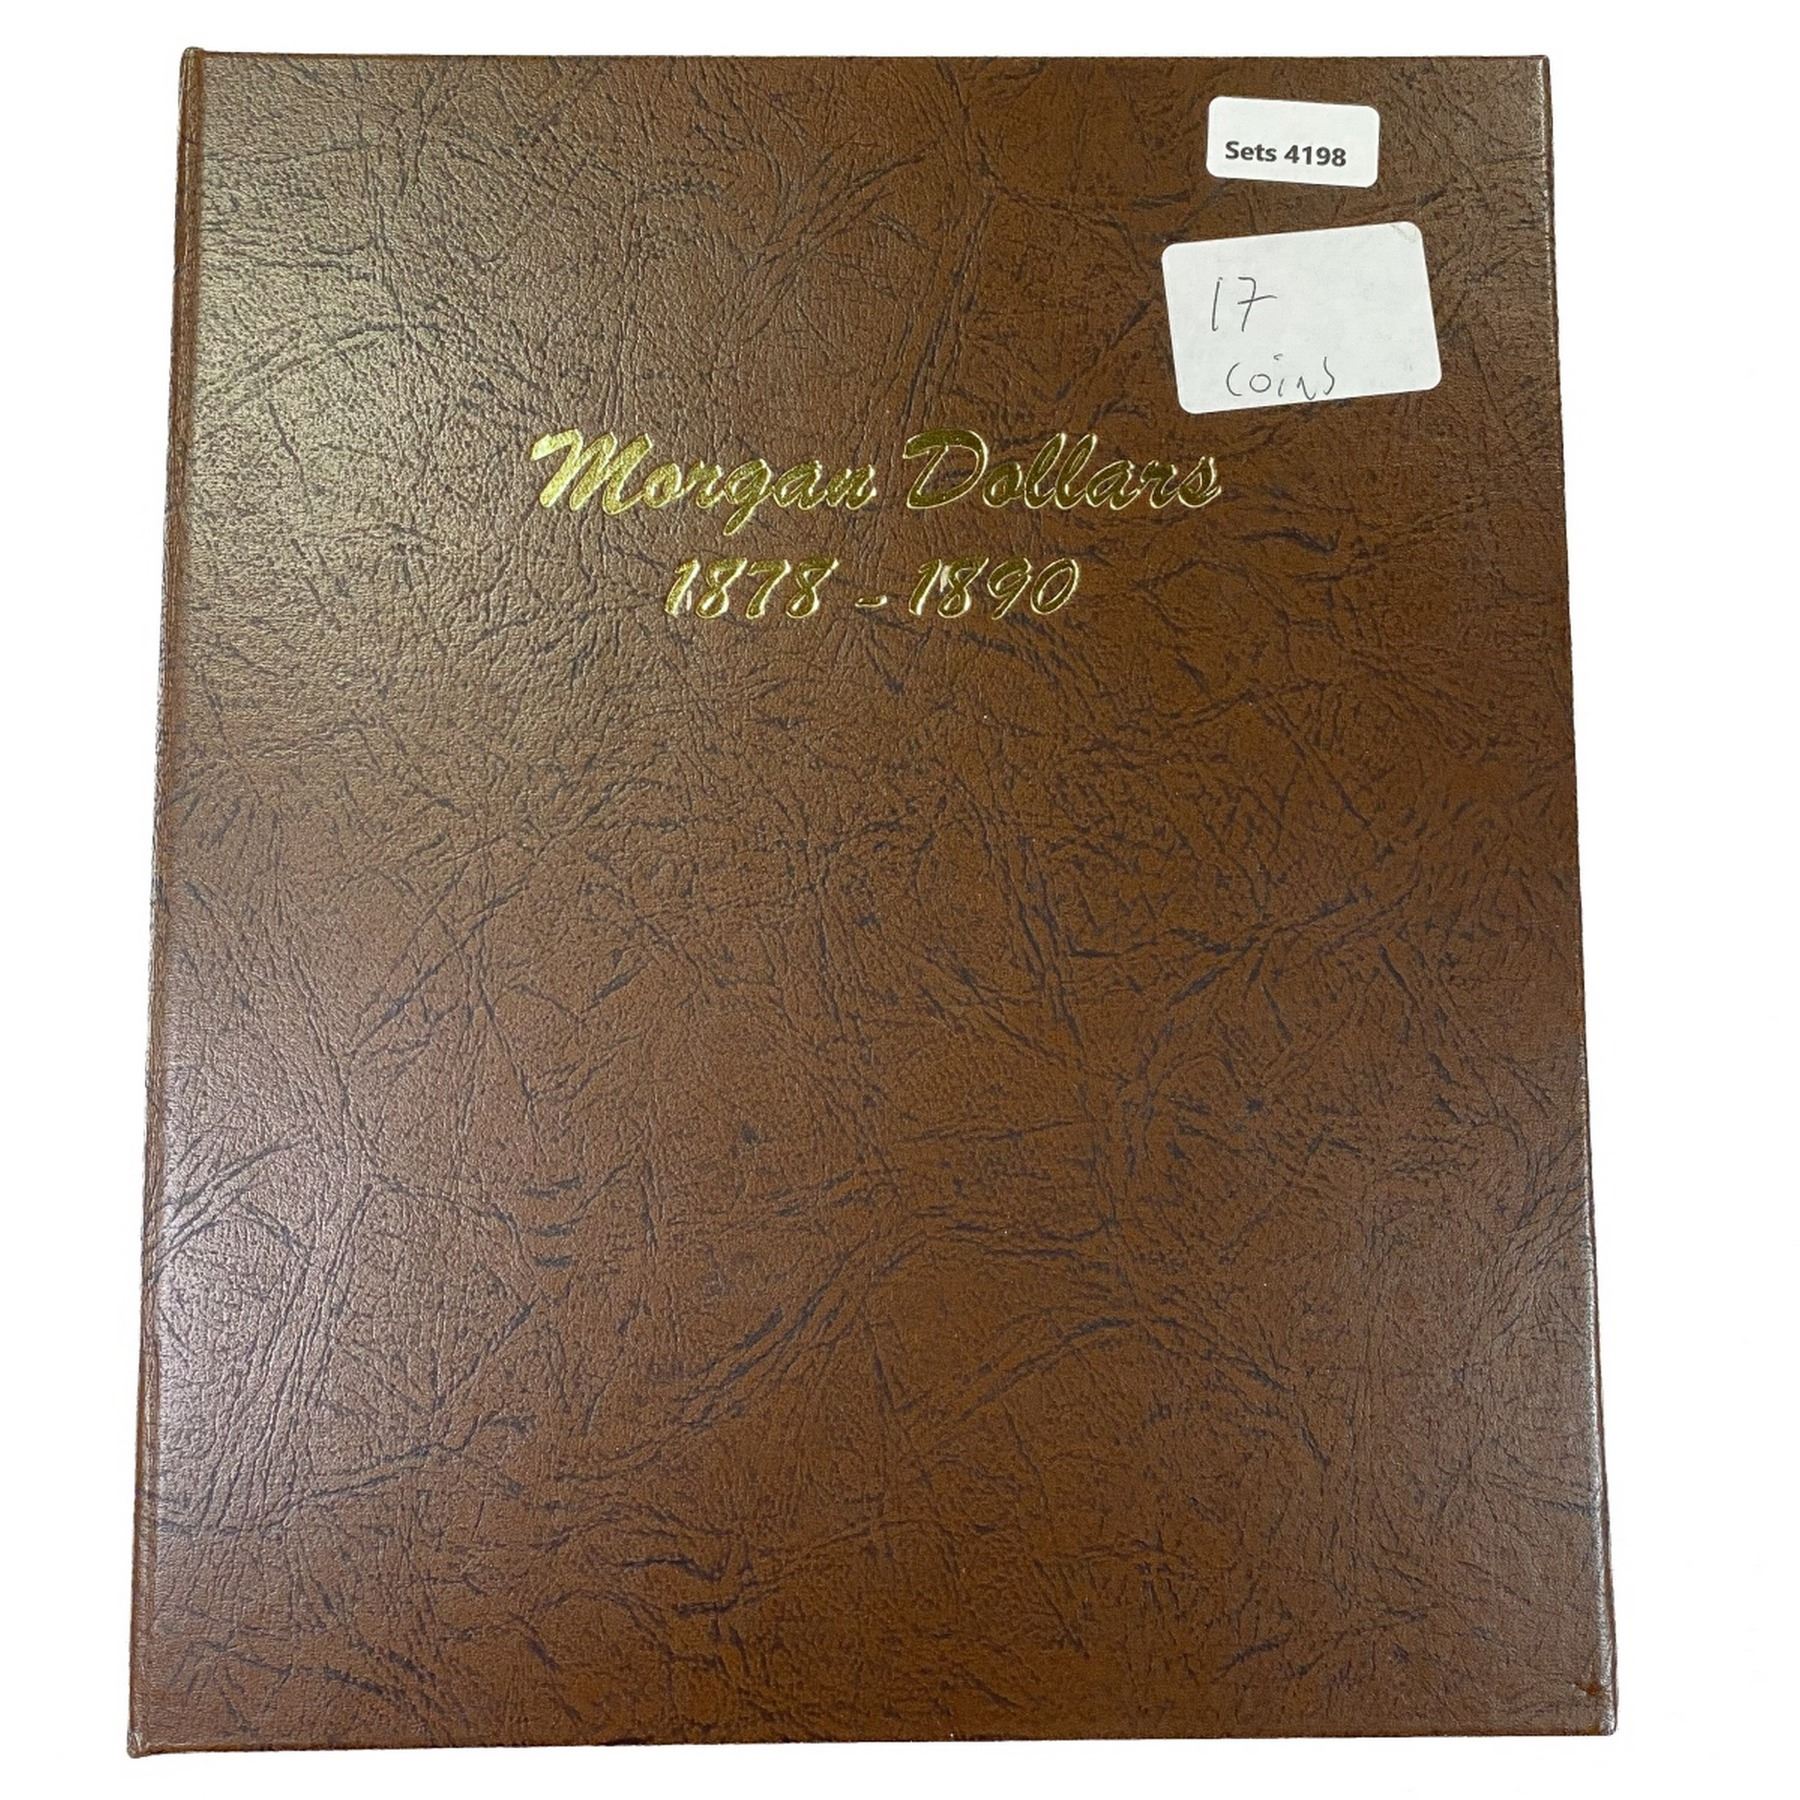 Sets 4198
17
coins
Morgan Dollars
1878 - 1890